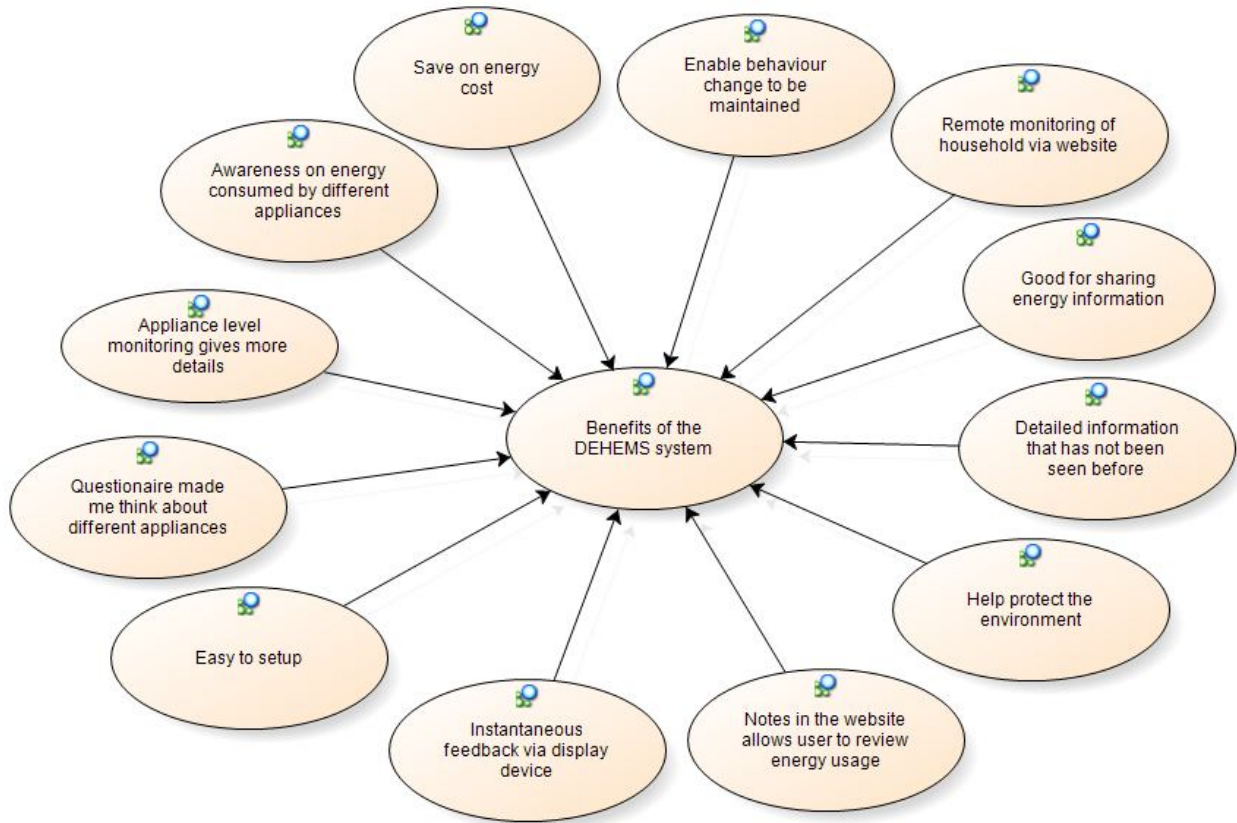 Save on energy
cost
Enable behaviour
change to be
maintained
Remote monitoring of
household via website
Awareness on energy
consumed by different
appliances
Good for sharing
energy information
Appliance level
monitoring gives more
details
Benefits of the
DEHEMS system
Detailed information
that has not been
seen before
Questionaire made
me think about
different appliances
Help protect the
environment
Easy to setup
Instantaneous
feedback via display
device
Notes in the website
allows user to review
energy usage